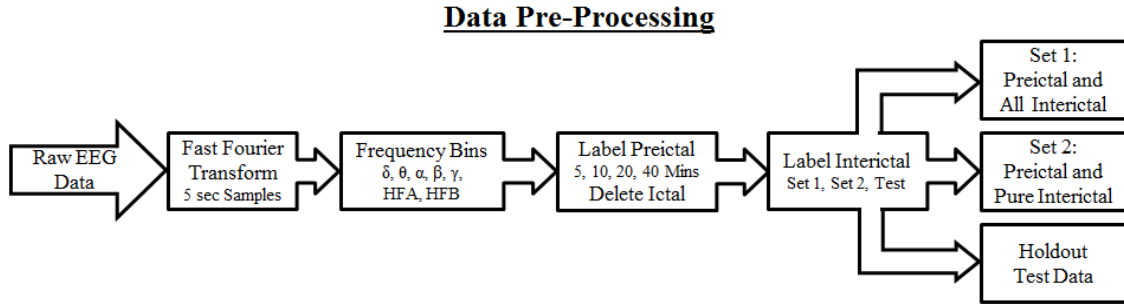 Data Pre-Processing
Raw EEG
Data
Fast Fourier
Transform
5 sec Samples
Frequency Bins
δ, θ, α, β, γ,
HFA, HFB
Label Preictal
5, 10, 20, 40 Mins
Delete Ictal
Label Interictal
Set 1, Set 2, Test
Set 1:
Preictal and
All Interictal
Set 2:
Preictal and
Pure Interictal
Holdout
Test Data